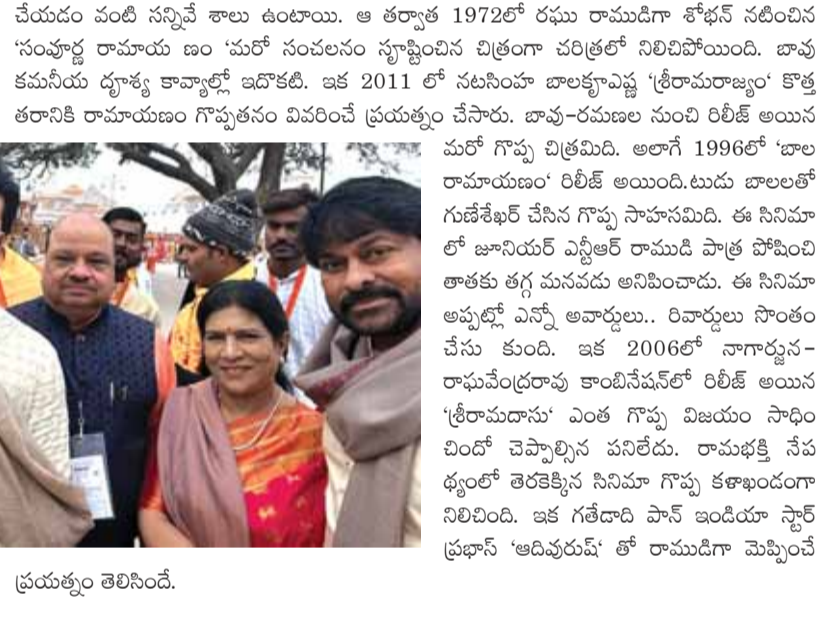 చేయడం వంటి సన్నివే శాలు ఉంటాయి. ఆ తర్వాత 1972లో రఘు రాముడిగా శోభన్ నటించిన
'సంపూర్ణ రామాయ ణం 'మరో సంచలనం సృష్టించిన చిత్రంగా చరిత్రలో నిలిచిపోయింది. బాపు
కమనీయ దృశ్య కావ్యాల్లో ఇదొకటి. ఇక 2011 లో నటసింహ బాలకృఎష్ణ 'శ్రీరామరాజ్యం' కొత్త
తరానికి రామాయణం గొప్పతనం వివరించే ప్రయత్నం చేసారు. బాపు-రమణల నుంచి రిలీజ్ అయిన
మరో గొప్ప చిత్రమిది. అలాగే 1996లో 'బాల
రామాయణం' రిలీజ్ అయింది.టుడు బాలలతో
గుణేశేఖర్ చేసిన గొప్ప సాహసమిది. ఈ సినిమా
లో జూనియర్ ఎన్టీఆర్ రాముడి పాత్ర పోషించి
తాతకు తగ్గ మనవడు అనిపించాడు. ఈ సినిమా
అప్పట్లో ఎన్నో అవార్డులు.. రివార్డులు సొంతం
చేసు కుంది. ఇక 2006లో నాగార్జున-
రాఘవేంద్రరావు కాంబినేషన్‌లో రిలీజ్ అయిన
'శ్రీరామదాసు' ఎంత గొప్ప విజయం సాధిం
చిందో చెప్పాల్సిన పనిలేదు. రామభక్తి నేప
థ్యంలో తెరకెక్కిన సినిమా గొప్ప కళాఖండంగా
నిలిచింది. ఇక గతేడాది పాన్ ఇండియా స్టార్
ప్రభాస్ 'ఆదిపురుష్' తో రాముడిగా మెప్పించే
ప్రయత్నం తెలిసిందే.